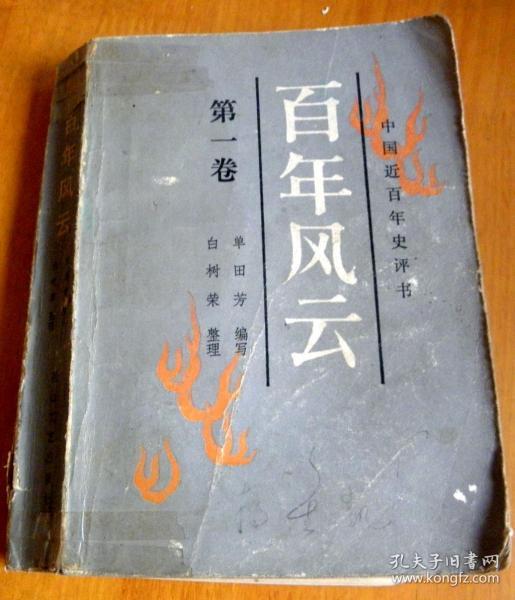 中国近百年史评书
百年风云
第一卷
单田芳 编写
白树荣 整理
百年风云
孔夫子旧书网
www.kongfz.com